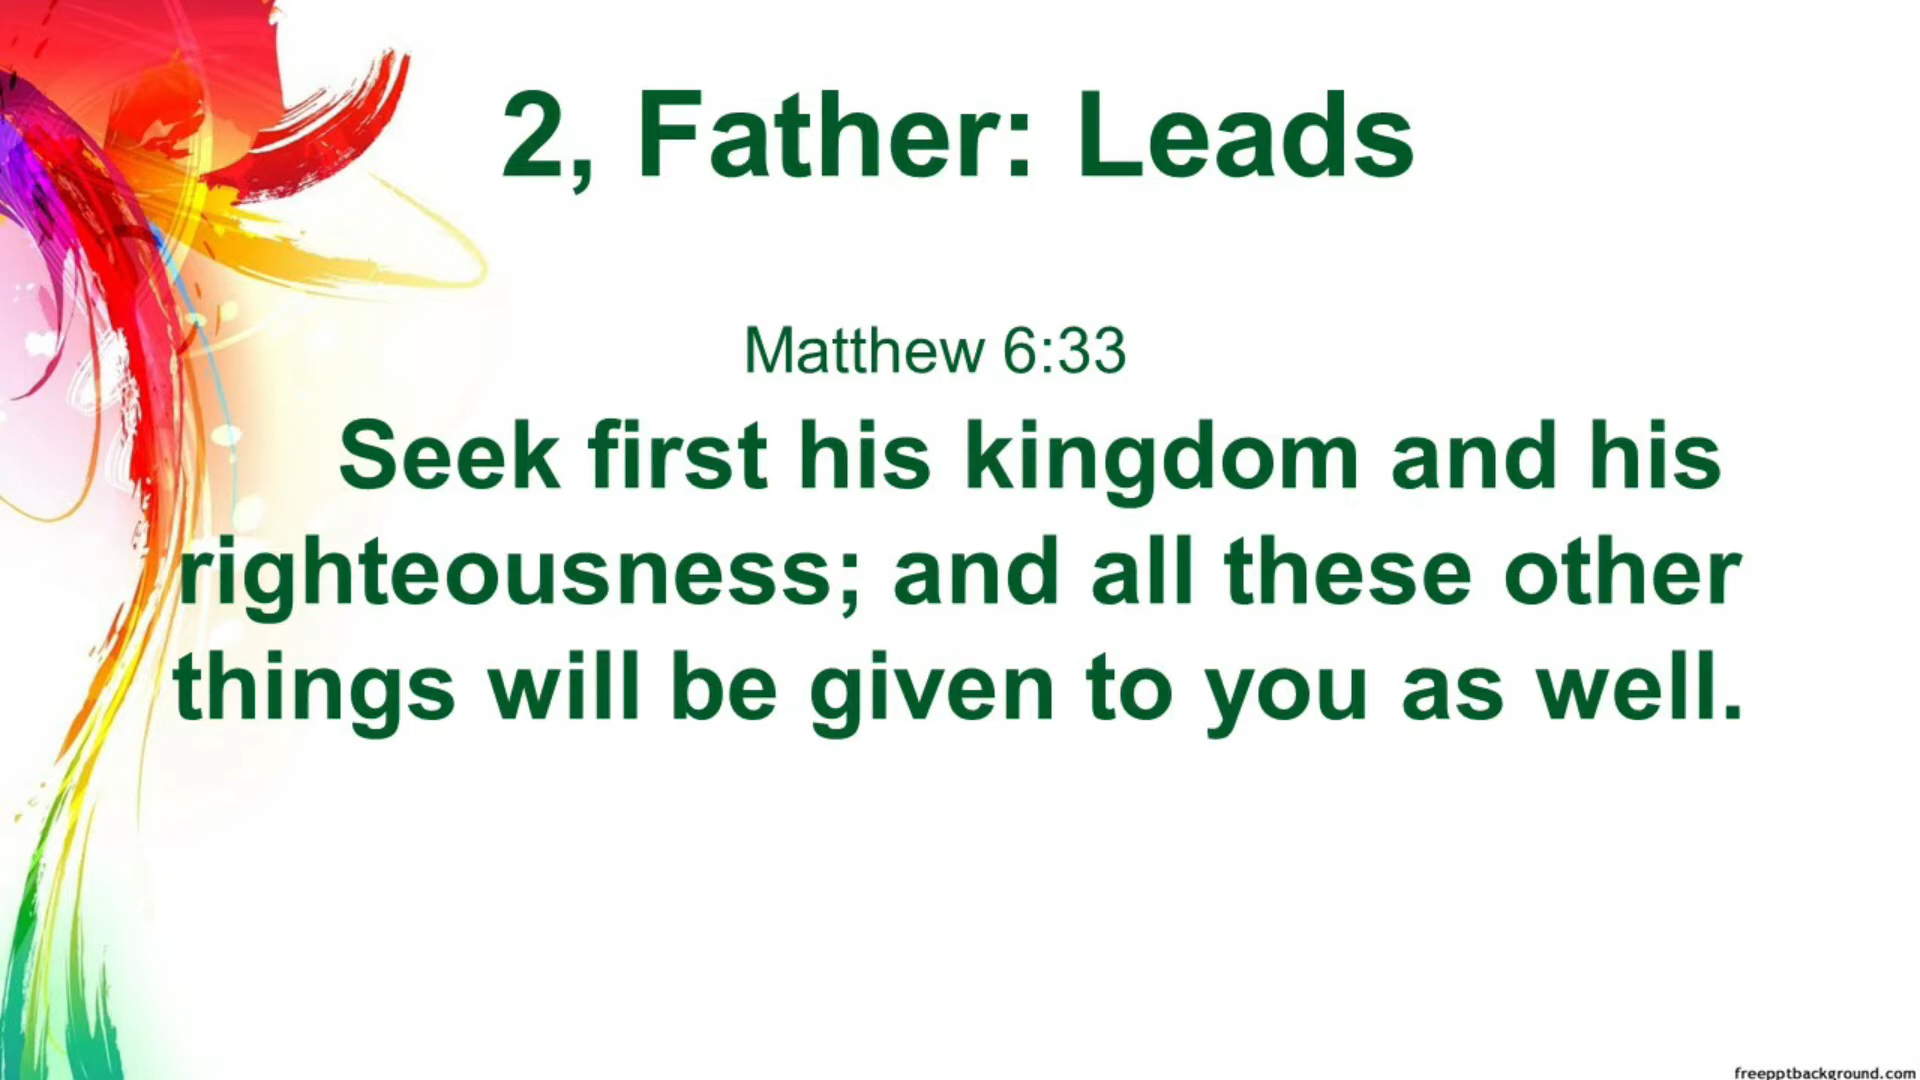 2, Father: Leads
Matthew 6:33
Seek first his kingdom and his
righteousness; and all these other
things will be given to you as well.
freepptbackground.com